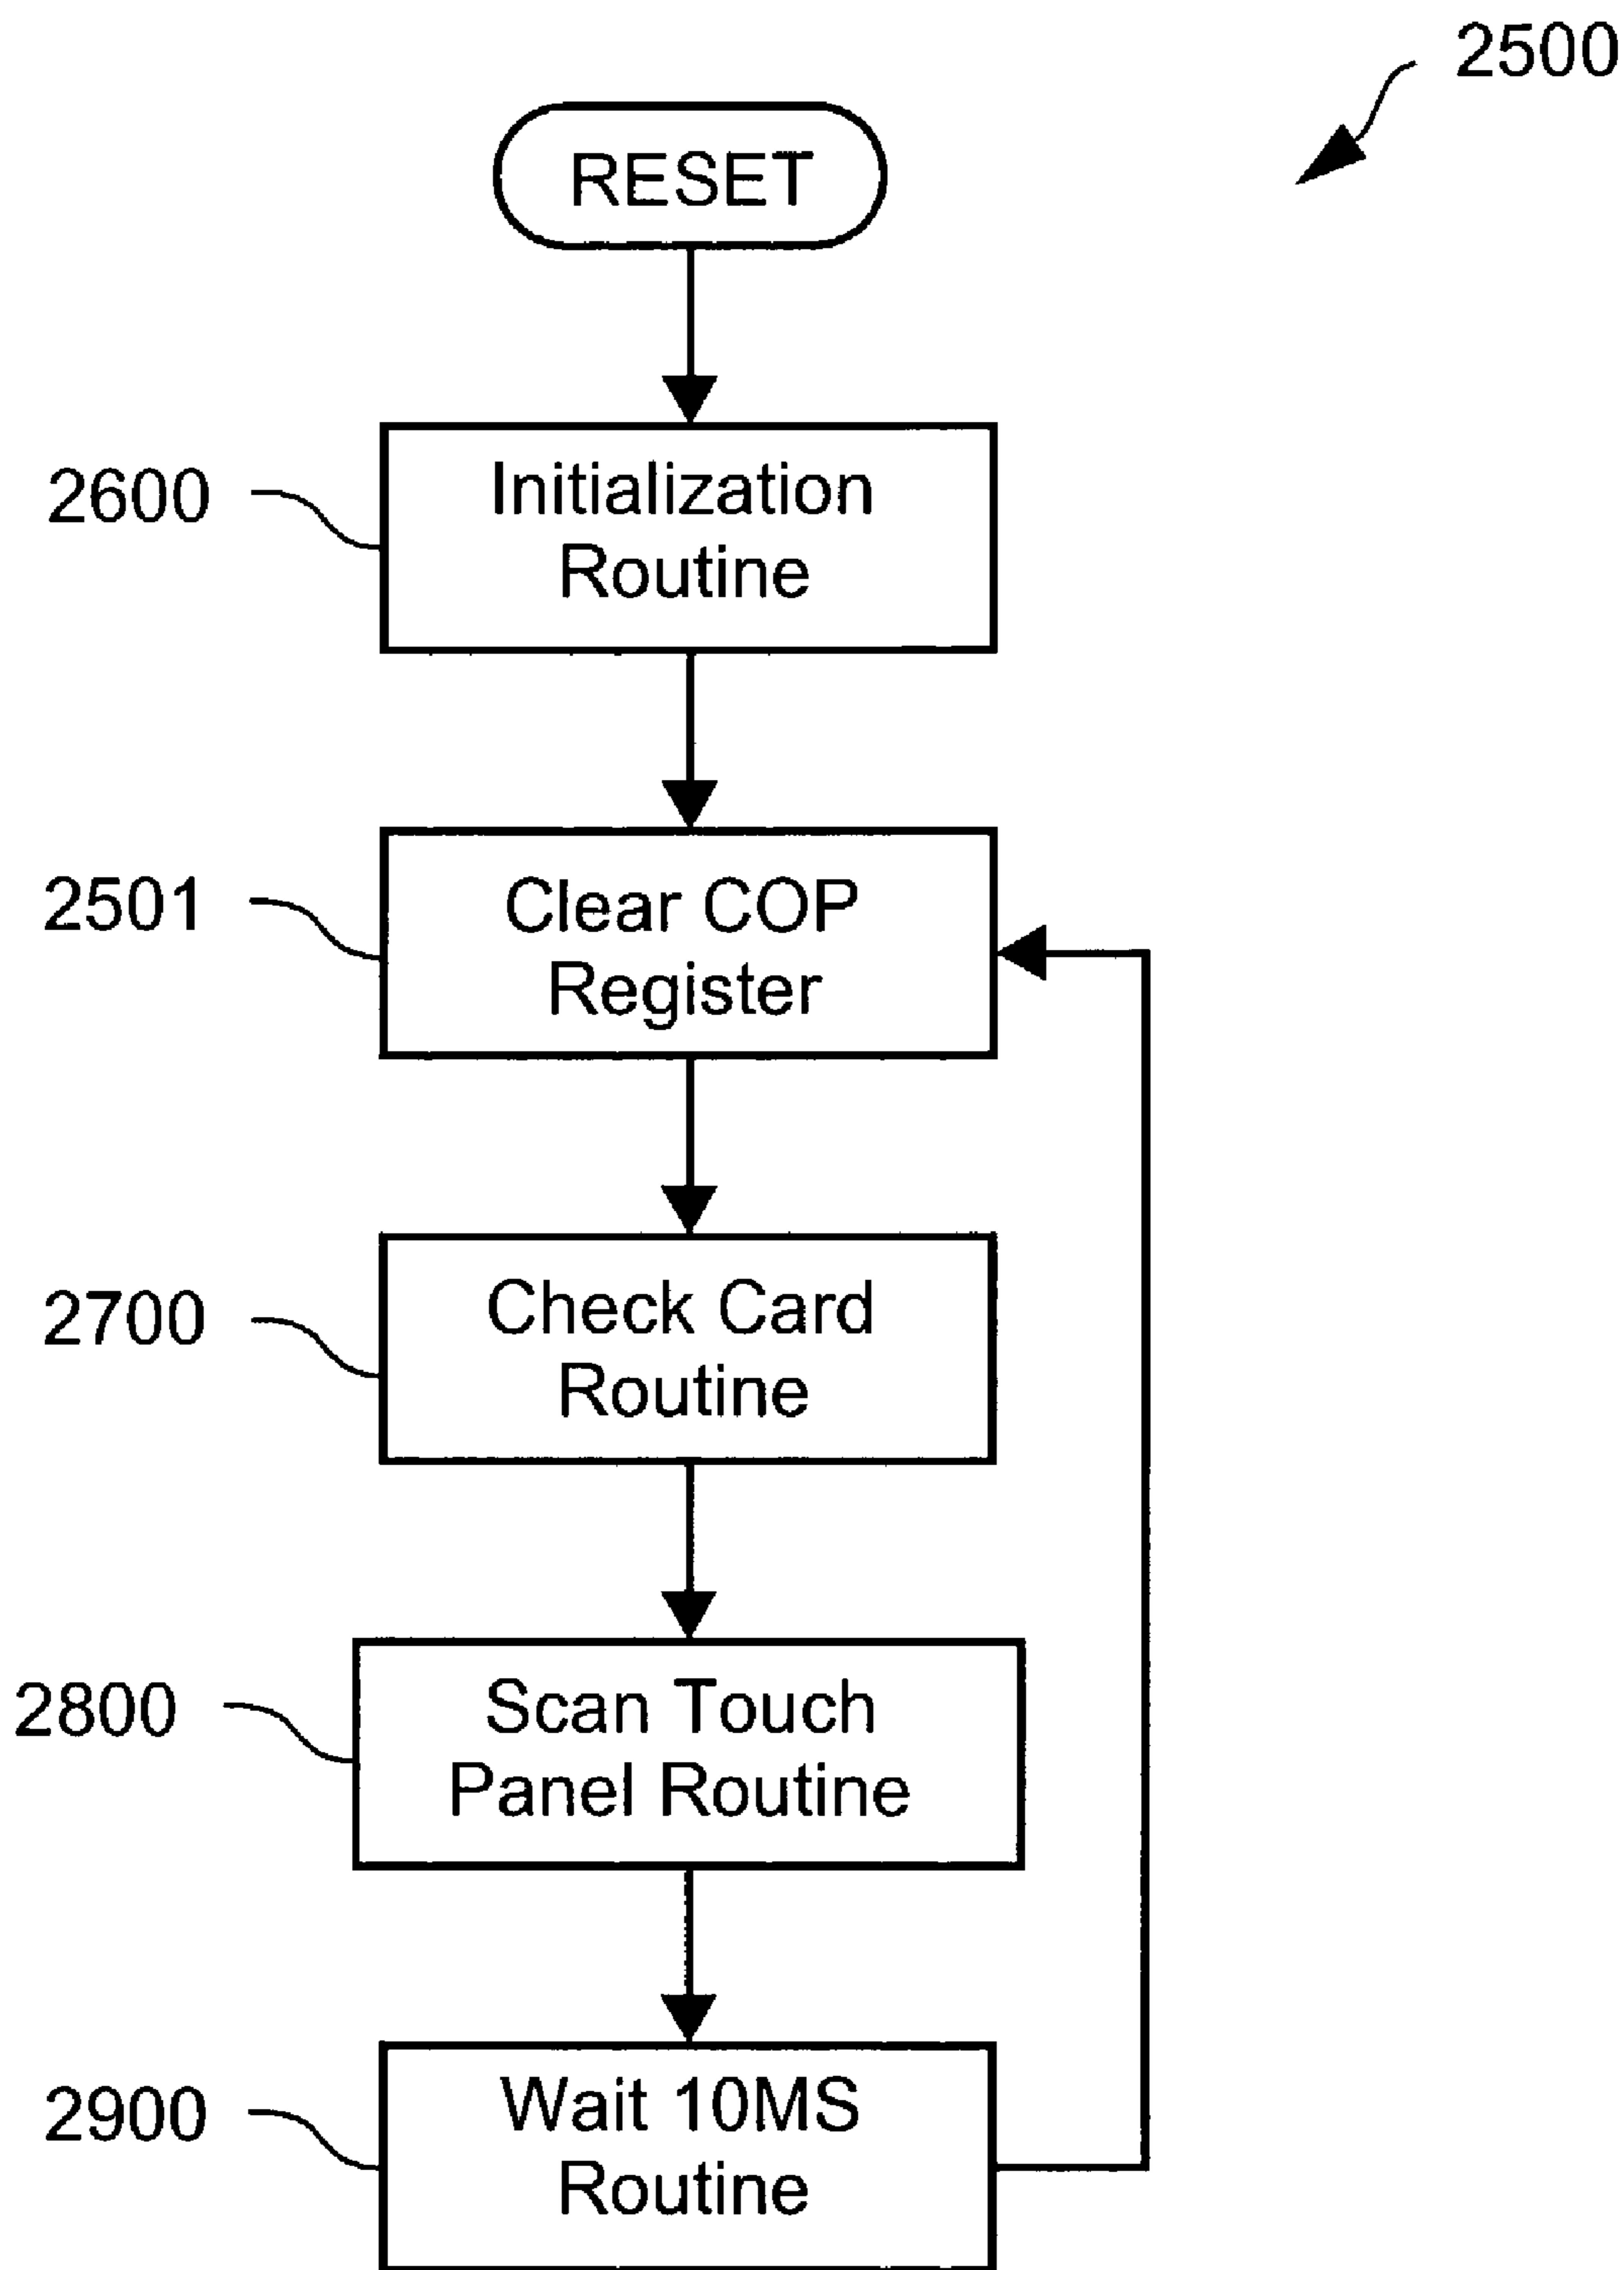 2500
RESET
2600
Initialization
Routine
2501
Clear COP
Register
2700
Check Card
Routine
2800
Scan Touch
Panel Routine
2900
Wait 10MS
Routine